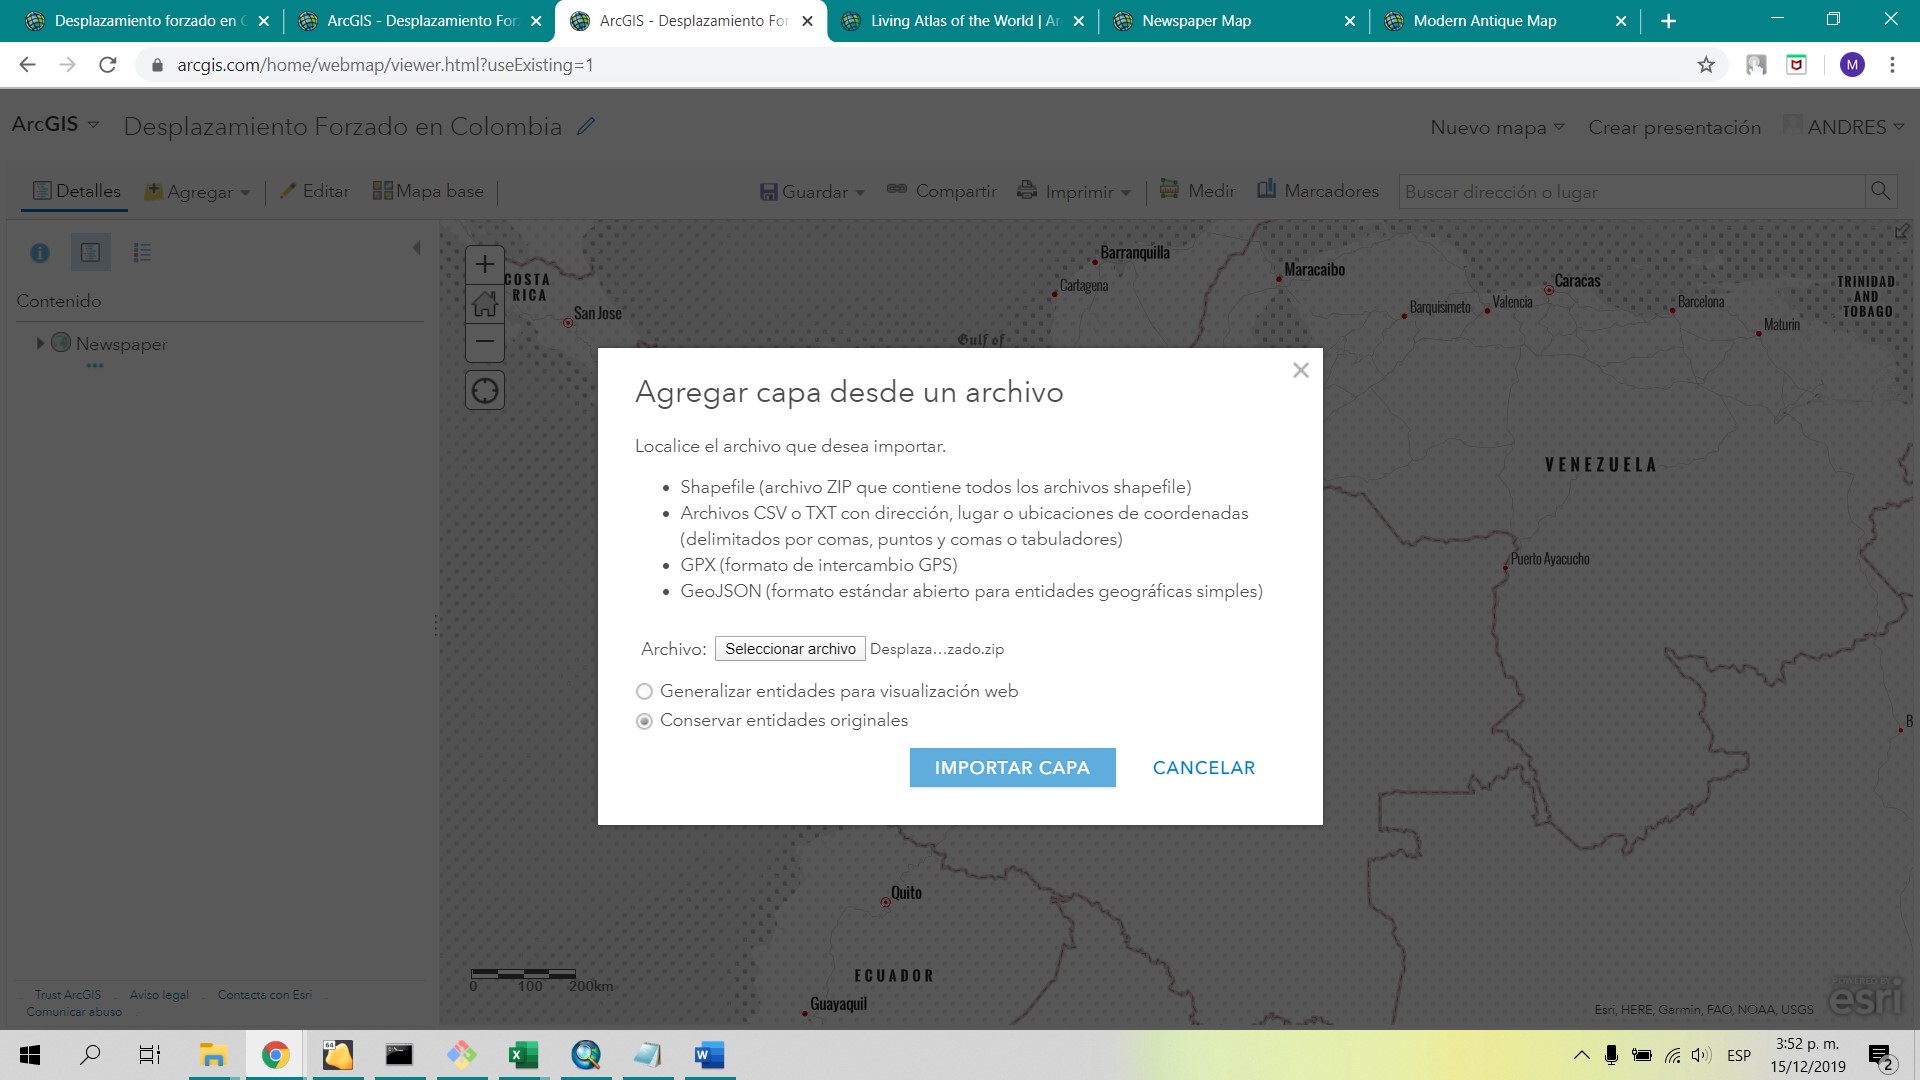 Desplazamiento forzado en C
ArcGIS - Desplazamiento For
ArcGIS - Desplazamiento For
Living Atlas of the World | Ar
Newspaper Map
Modern Antique Map
arcgis.com/home/webmap/viewer.html?useExisting=1
M
ArcGIS
Desplazamiento Forzado en Colombia
Nuevo mapa
Crear presentación
ANDRES
Detalles
Agregar
Editar
Mapa base
Guardar
Compartir
Imprimir
Medir
Marcadores
Buscar dirección o lugar
Contenido
Newspaper
COSTA
RICA
San Jose
Barranquilla
Cartagena
Maracaibo
Barquisimeto
Valencia
Caracas
Barcelona
Maturin
TRINIDAD
AND
TOBAGO
Gulf of
VENEZUELA
Puerto Ayacucho
B
Agregar capa desde un archivo
Localice el archivo que desea importar.
• Shapefile (archivo ZIP que contiene todos los archivos shapefile)
• Archivos CSV o TXT con dirección, lugar o ubicaciones de coordenadas
(delimitados por comas, puntos y comas o tabuladores)
• GPX (formato de intercambio GPS)
• GeoJSON (formato estándar abierto para entidades geográficas simples)
Archivo: Seleccionar archivo Desplaza...zado.zip
Generalizar entidades para visualización web
Conservar entidades originales
IMPORTAR CAPA
CANCELAR
Quito
ECUADOR
Guayaquil
0 100 200km
Trust ArcGIS
Aviso legal
Contacta con Esri
Comunicar abuso
Esri, HERE, Garmin, FAO, NOAA, USGS
POWERED BY
esri
64
ESP
3:52 p. m.
15/12/2019
2